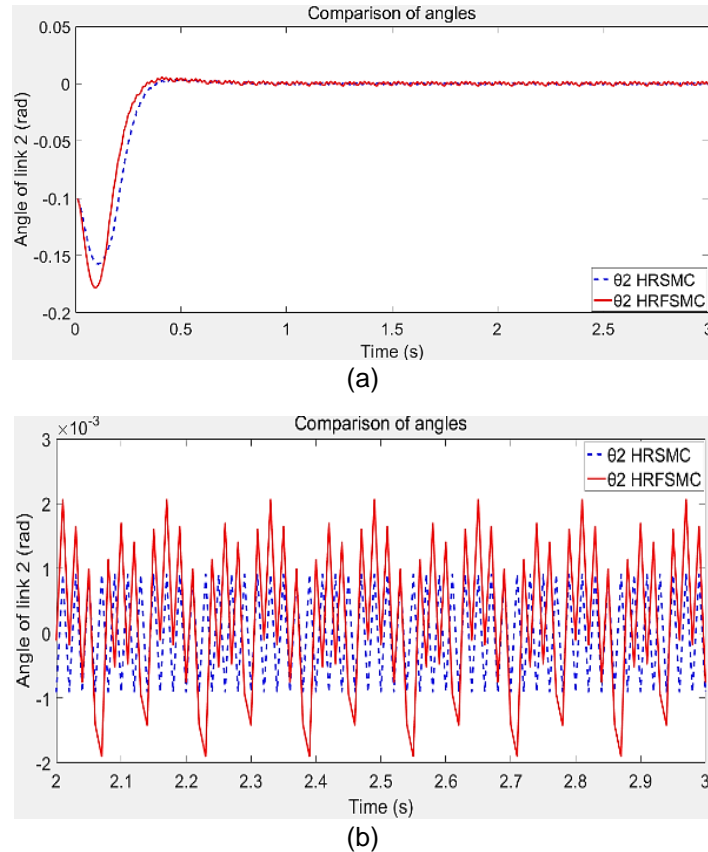 Comparison of angles
0.05
0
-0.05
-0.1
-0.15
-0.2
Angle of link 2 (rad)
θ2 HRSMC
θ2 HRFSMC
0 0.5 1 1.5 2 2.5 3
Time (s)
(a)
×10-3
Comparison of angles
3
2
1
0
-1
-2
Angle of link 2 (rad)
θ2 HRSMC
θ2 HRFSMC
2 2.1 2.2 2.3 2.4 2.5 2.6 2.7 2.8 2.9 3
Time (s)
(b)